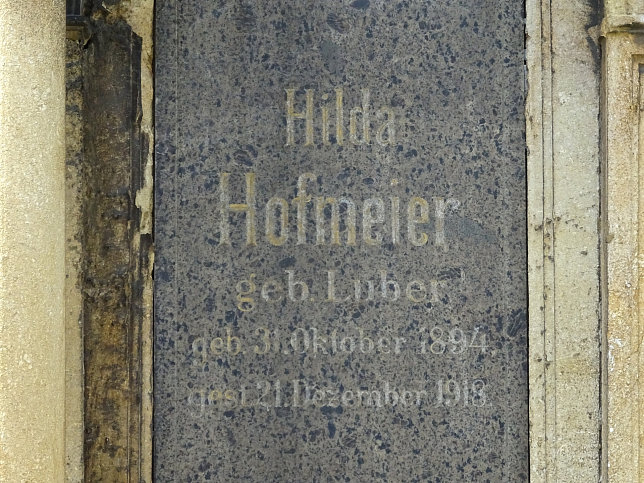 Hilda
Hofmeier
geb. Luber
geb. 31. Oktober 1894.
gest. 21. Dezember 1918.